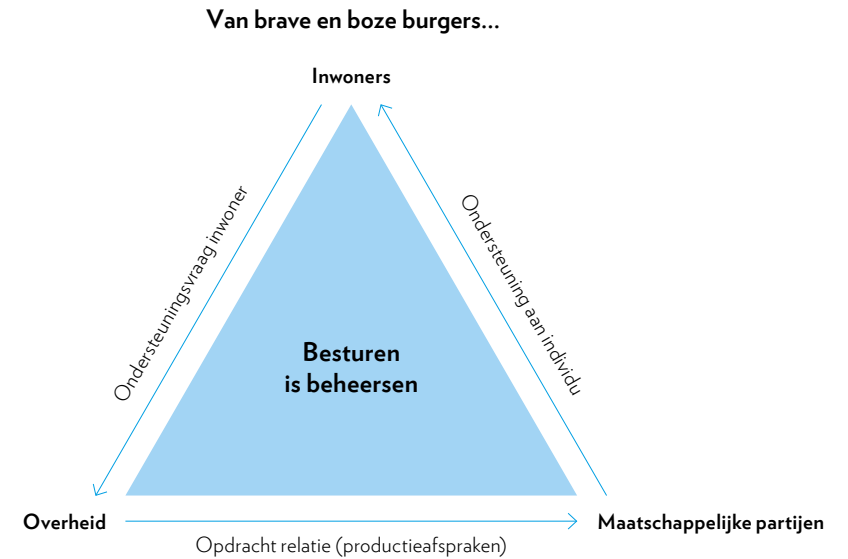 Van brave en boze burgers...
Inwoners
Ondersteuningsvraag inwoner
Ondersteuning aan individu
Besturen
is beheersen
Overheid
Maatschappelijke partijen
Opdracht relatie (productieafspraken)